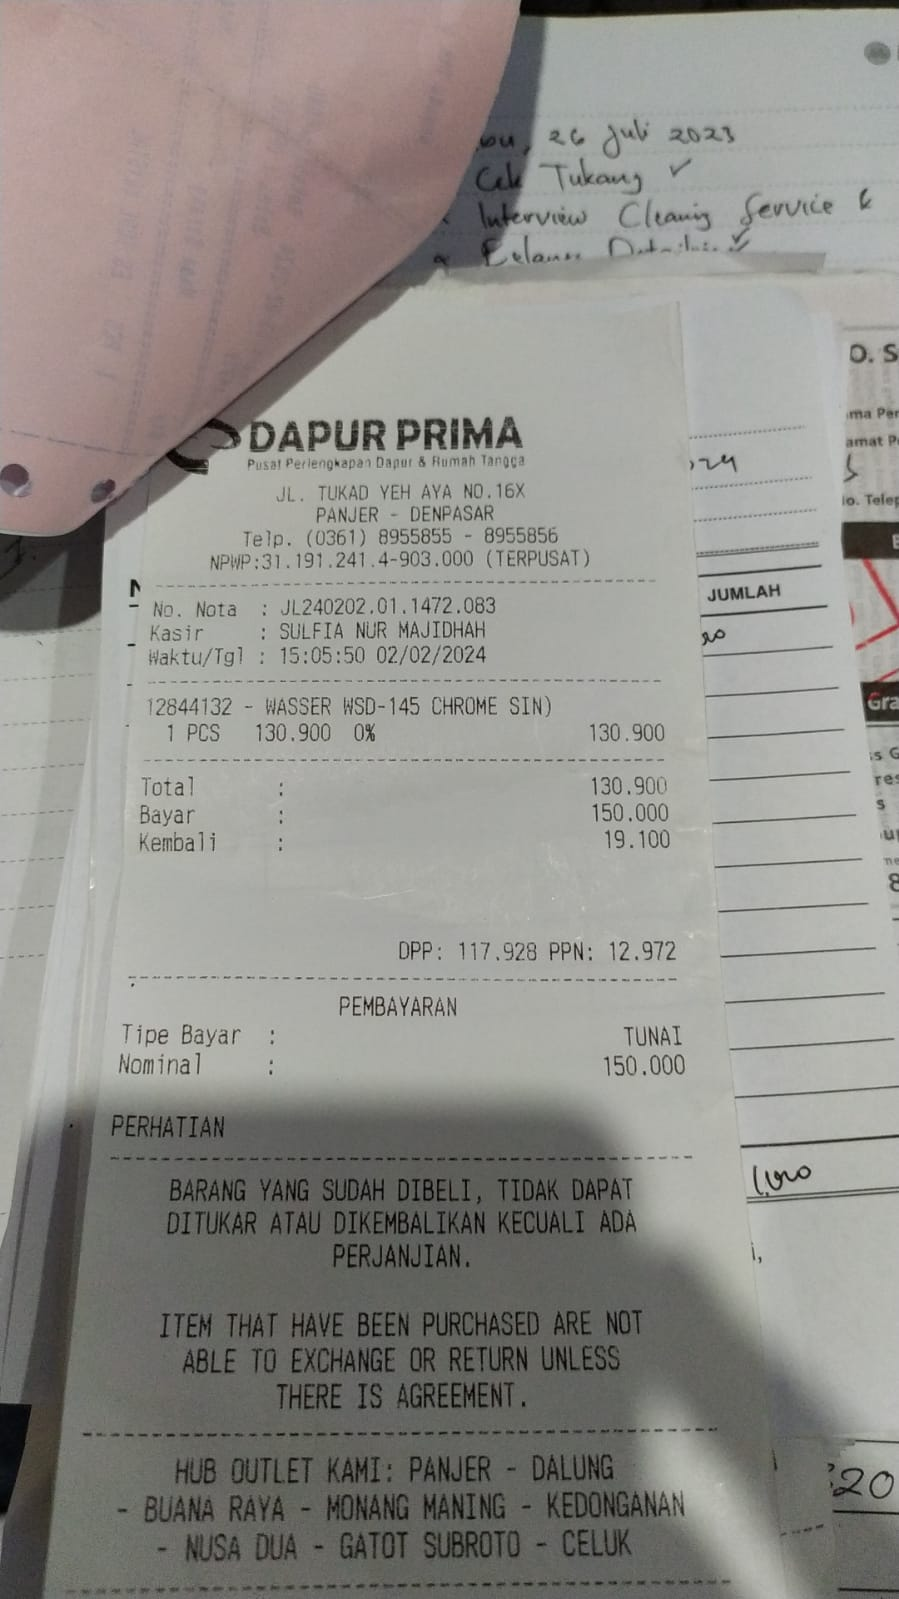 26 Juli 2023
Cek Tukang ✓
Interview Cleanig Service
DAPUR PRIMA
Pusat Perlengkapan Dapur & Rumah Tangga
JL. TUKAD YEH AYA NO.16X
PANJER - DENPASAR
Telp. (0361) 8955855 - 8955856
NPWP:31.191.241.4-903.000 (TERPUSAT)
No. Nota : JL240202.01.1472.083
Kasir : SULFIA NUR MAJIDHAH
Waktu/Tgl : 15:05:50 02/02/2024
12844132 - WASSER WSD-145 CHROME SIN)
1 PCS 130.900 0% 130.900
Total : 130.900
Bayar : 150.000
Kembali : 19.100
DPP: 117.928 PPN: 12.972
PEMBAYARAN
Tipe Bayar : TUNAI
Nominal : 150.000
PERHATIAN
BARANG YANG SUDAH DIBELI, TIDAK DAPAT
DITUKAR ATAU DIKEMBALIKAN KECUALI ADA
PERJANJIAN.
ITEM THAT HAVE BEEN PURCHASED ARE NOT
ABLE TO EXCHANGE OR RETURN UNLESS
THERE IS AGREEMENT.
HUB OUTLET KAMI: PANJER - DALUNG
- BUANA RAYA - MONANG MANING - KEDONGANAN
- NUSA DUA - GATOT SUBROTO - CELUK
JUMLAH